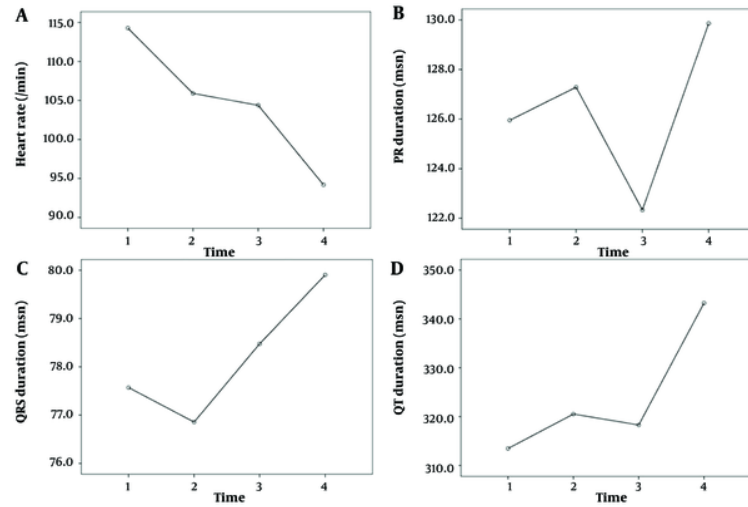 A
Heart rate (/min)
115.0
110.0
105.0
100.0
95.0
90.0
1 2 3 4
Time
B
PR duration (msn)
130.0
128.0
126.0
124.0
122.0
1 2 3 4
Time
C
QRS duration (msn)
80.0
78.0
77.0
77.0
76.0
1 2 3 4
Time
D
QT duration (msn)
350.0
340.0
330.0
320.0
310.0
1 2 3 4
Time